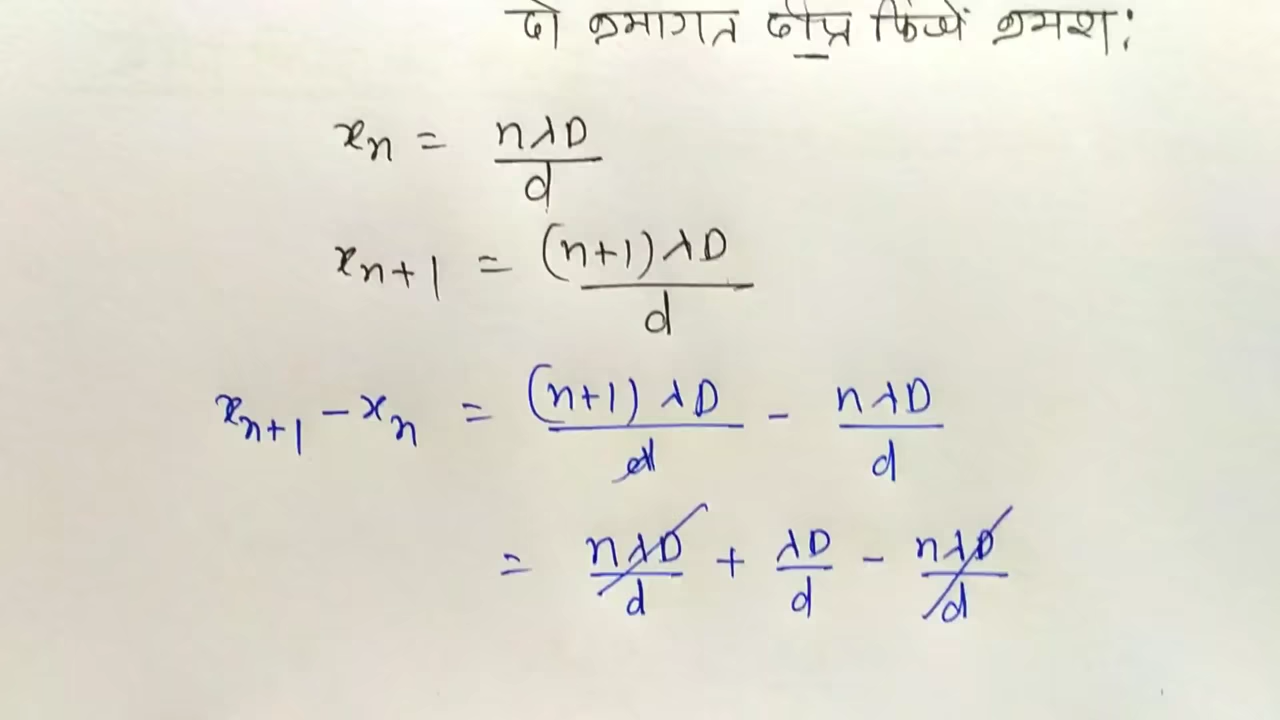 दो क्रमागत दीप्त फ्रिंजें क्रमशः
xₙ = nλD/d
xₙ₊₁ = (n+1)λD/d
xₙ₊₁ - xₙ = (n+1)λD/d - nλD/d
= nλD/d + λD/d - nλD/d